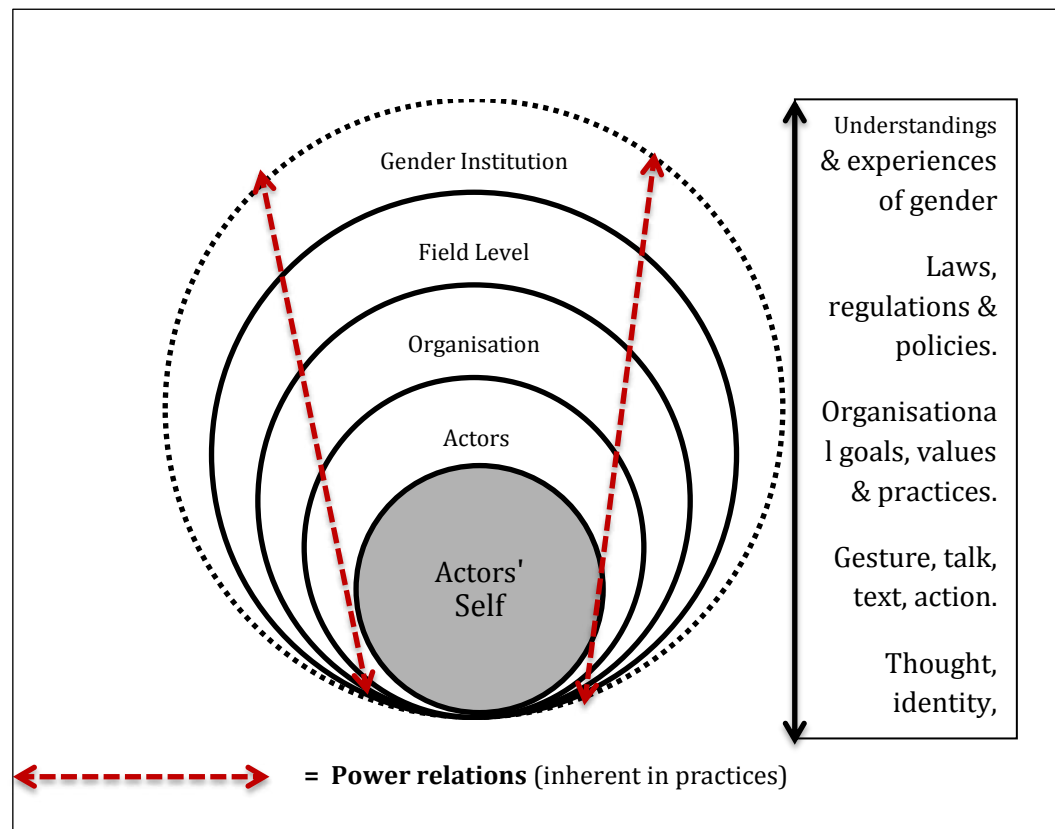 Gender Institution
Field Level
Organisation
Actors
Actors'
Self
Understandings
& experiences
of gender
Laws,
regulations &
policies.
Organisationa
l goals, values
& practices.
Gesture, talk,
text, action.
Thought,
identity,
= Power relations (inherent in practices)